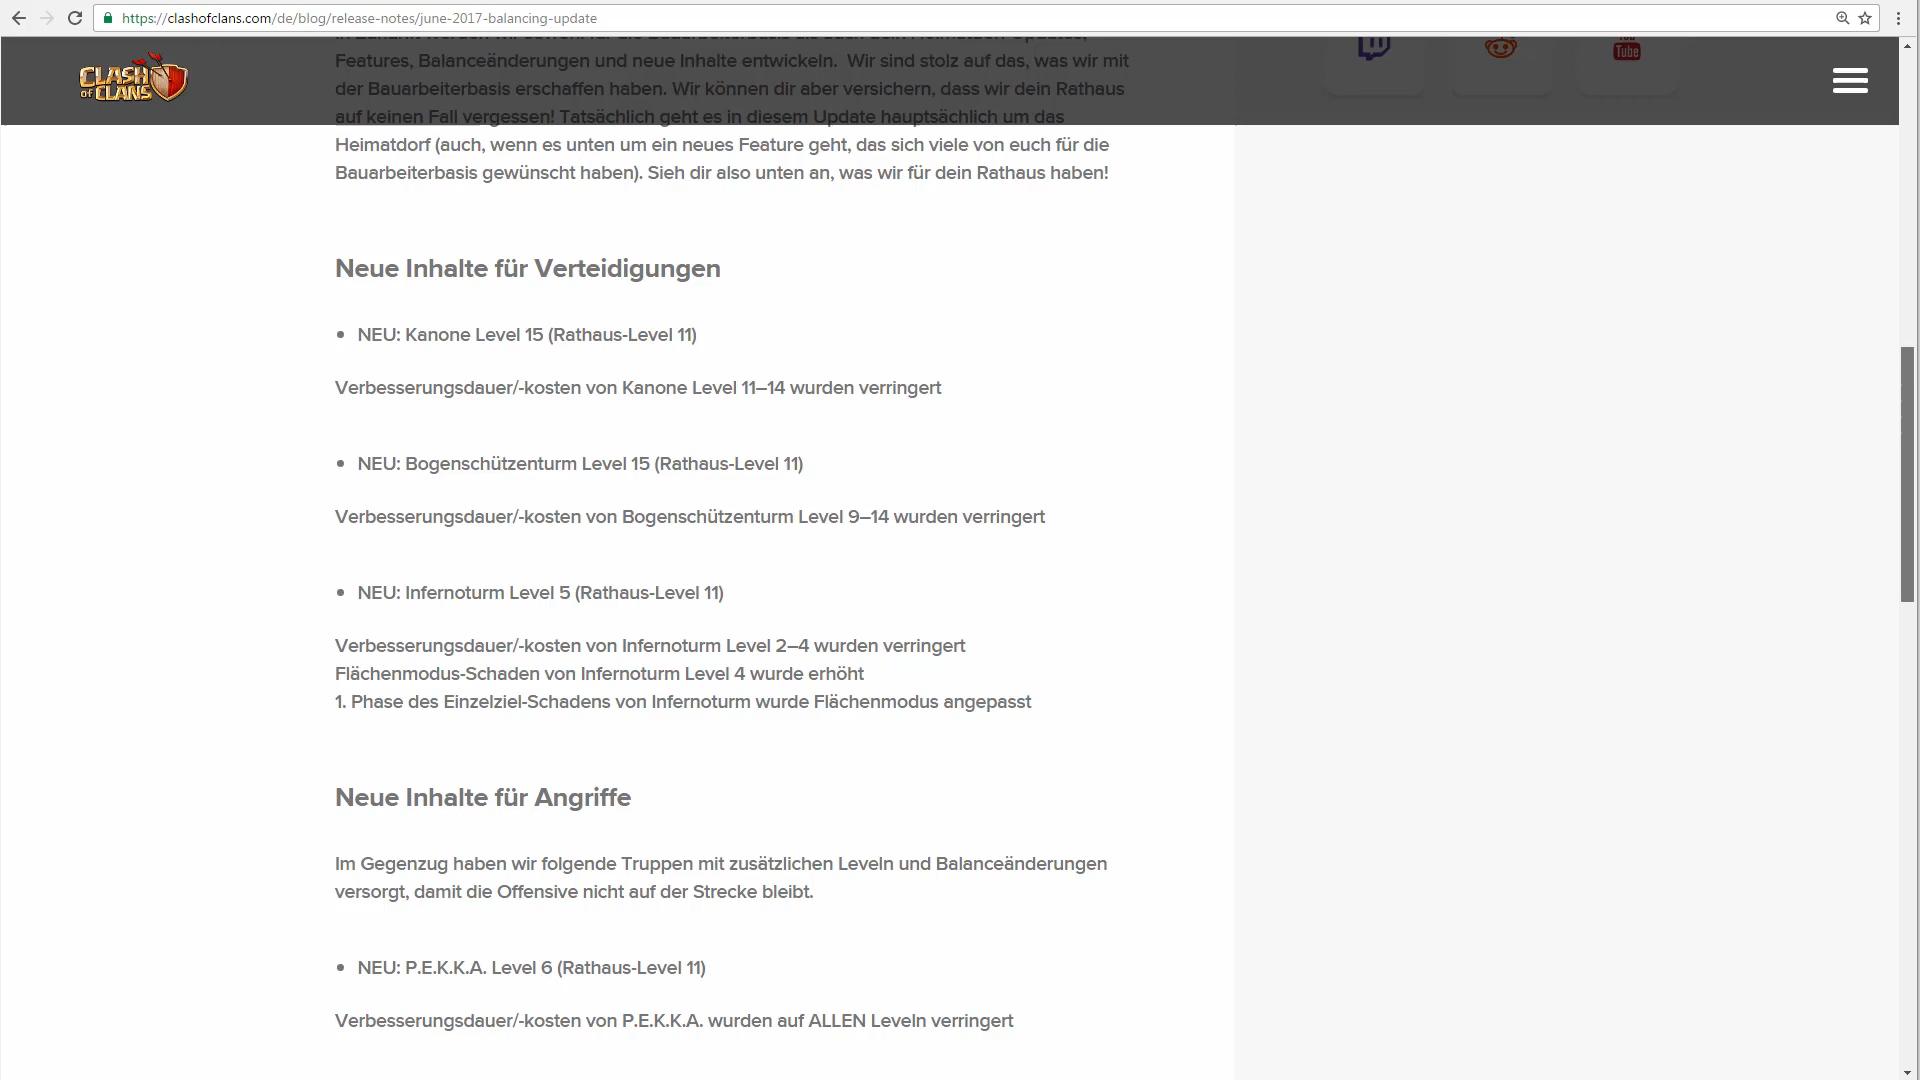 https://clashofclans.com/de/blog/release-notes/june-2017-balancing-update
CLASH
OF CLANS
You
Tube
Features, Balanceänderungen und neue Inhalte entwickeln.  Wir sind stolz auf das, was wir mit
der Bauarbeiterbasis erschaffen haben. Wir können dir aber versichern, dass wir dein Rathaus
auf keinen Fall vergessen! Tatsächlich geht es in diesem Update hauptsächlich um das
Heimatdorf (auch, wenn es unten um ein neues Feature geht, das sich viele von euch für die
Bauarbeiterbasis gewünscht haben). Sieh dir also unten an, was wir für dein Rathaus haben!
Neue Inhalte für Verteidigungen
• NEU: Kanone Level 15 (Rathaus-Level 11)
Verbesserungsdauer/-kosten von Kanone Level 11–14 wurden verringert
• NEU: Bogenschützenturm Level 15 (Rathaus-Level 11)
Verbesserungsdauer/-kosten von Bogenschützenturm Level 9–14 wurden verringert
• NEU: Infernoturm Level 5 (Rathaus-Level 11)
Verbesserungsdauer/-kosten von Infernoturm Level 2–4 wurden verringert
Flächenmodus-Schaden von Infernoturm Level 4 wurde erhöht
1. Phase des Einzelziel-Schadens von Infernoturm wurde Flächenmodus angepasst
Neue Inhalte für Angriffe
Im Gegenzug haben wir folgende Truppen mit zusätzlichen Leveln und Balanceänderungen
versorgt, damit die Offensive nicht auf der Strecke bleibt.
• NEU: P.E.K.K.A. Level 6 (Rathaus-Level 11)
Verbesserungsdauer/-kosten von P.E.K.K.A. wurden auf ALLEN Leveln verringert